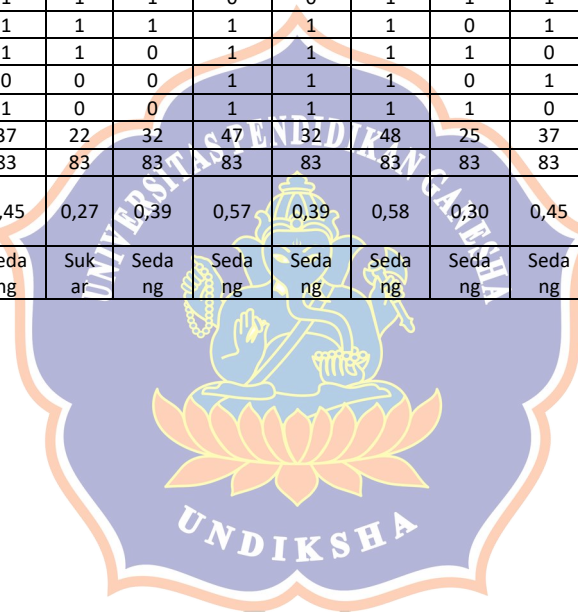 1 1 1 0 0 1 1 1
1 1 1 1 1 1 0 1
1 1 0 1 1 1 1 0
0 0 0 1 1 1 0 1
1 0 0 1 1 1 1 0
37 22 32 47 32 48 25 37
83 83 83 83 83 83 83 83
,45 0,27 0,39 0,57 0,39 0,58 0,30 0,45
eda Suk Seda Seda Seda Seda Seda Seda
ng ar ng ng ng ng ng ng
UNIVERSITAS PENDIDIKAN GANESHA
UNDIKSHA